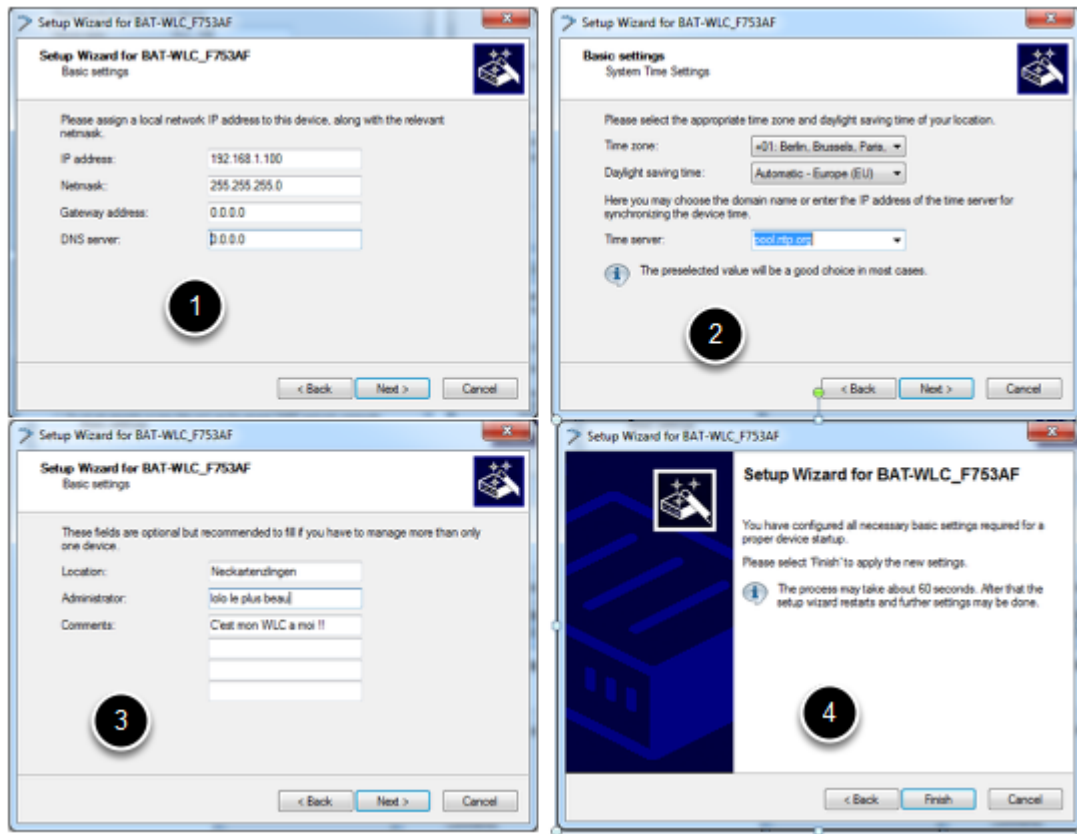 Setup Wizard for BAT-WLC_F753AF
Setup Wizard for BAT-WLC_F753AF
Basic settings
Please assign a local network IP address to this device, along with the relevant
netmask.
IP address: 192.168.1.100
Netmask: 255.255.255.0
Gateway address: 0.0.0.0
DNS server: 0.0.0.0
1
< Back Next > Cancel
Setup Wizard for BAT-WLC_F753AF
Basic settings
System Time Settings
Please select the appropriate time zone and daylight saving time of your location.
Time zone: +01: Berlin, Brussels, Paris,
Daylight saving time: Automatic - Europe (EU)
Here you may choose the domain name or enter the IP address of the time server for
synchronizing the device time.
Time server: pool.ntp.org
The preselected value will be a good choice in most cases.
2
< Back Next > Cancel
Setup Wizard for BAT-WLC_F753AF
Setup Wizard for BAT-WLC_F753AF
Basic settings
These fields are optional but recommended to fill if you have to manage more than only
one device.
Location: Neckartenzlingen
Administrator: lolo le plus beau
Comments: C'est mon WLC a moi !!
3
< Back Next > Cancel
Setup Wizard for BAT-WLC_F753AF
Setup Wizard for BAT-WLC_F753AF
You have configured all necessary basic settings required for a
proper device startup.
Please select 'Finish' to apply the new settings.
The process may take about 60 seconds. After that the
setup wizard restarts and further settings may be done.
4
< Back Finish Cancel